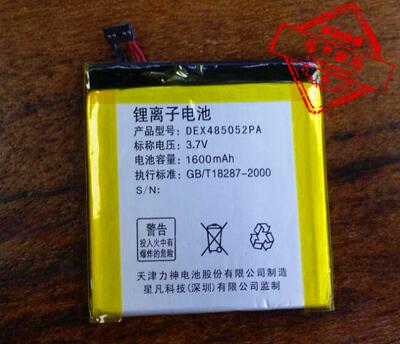 锂离子电池
产品型号: DEX485052PA
标称电压: 3.7V
电池容量: 1600mAh
执行标准: GB/T18287-2000
S/N:
警告
投入火中有
爆炸的危险
天津力神电池股份有限公司制造
星凡科技(深圳)有限公司